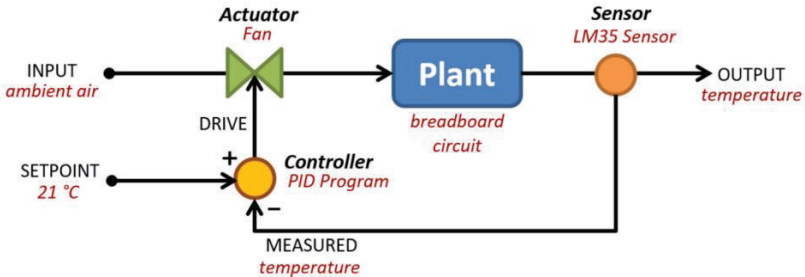 Actuator
Fan
Sensor
LM35 Sensor
INPUT
ambient air
Plant
OUTPUT
temperature
breadboard
circuit
DRIVE
SETPOINT
21 °C
+
Controller
PID Program
−
MEASURED
temperature